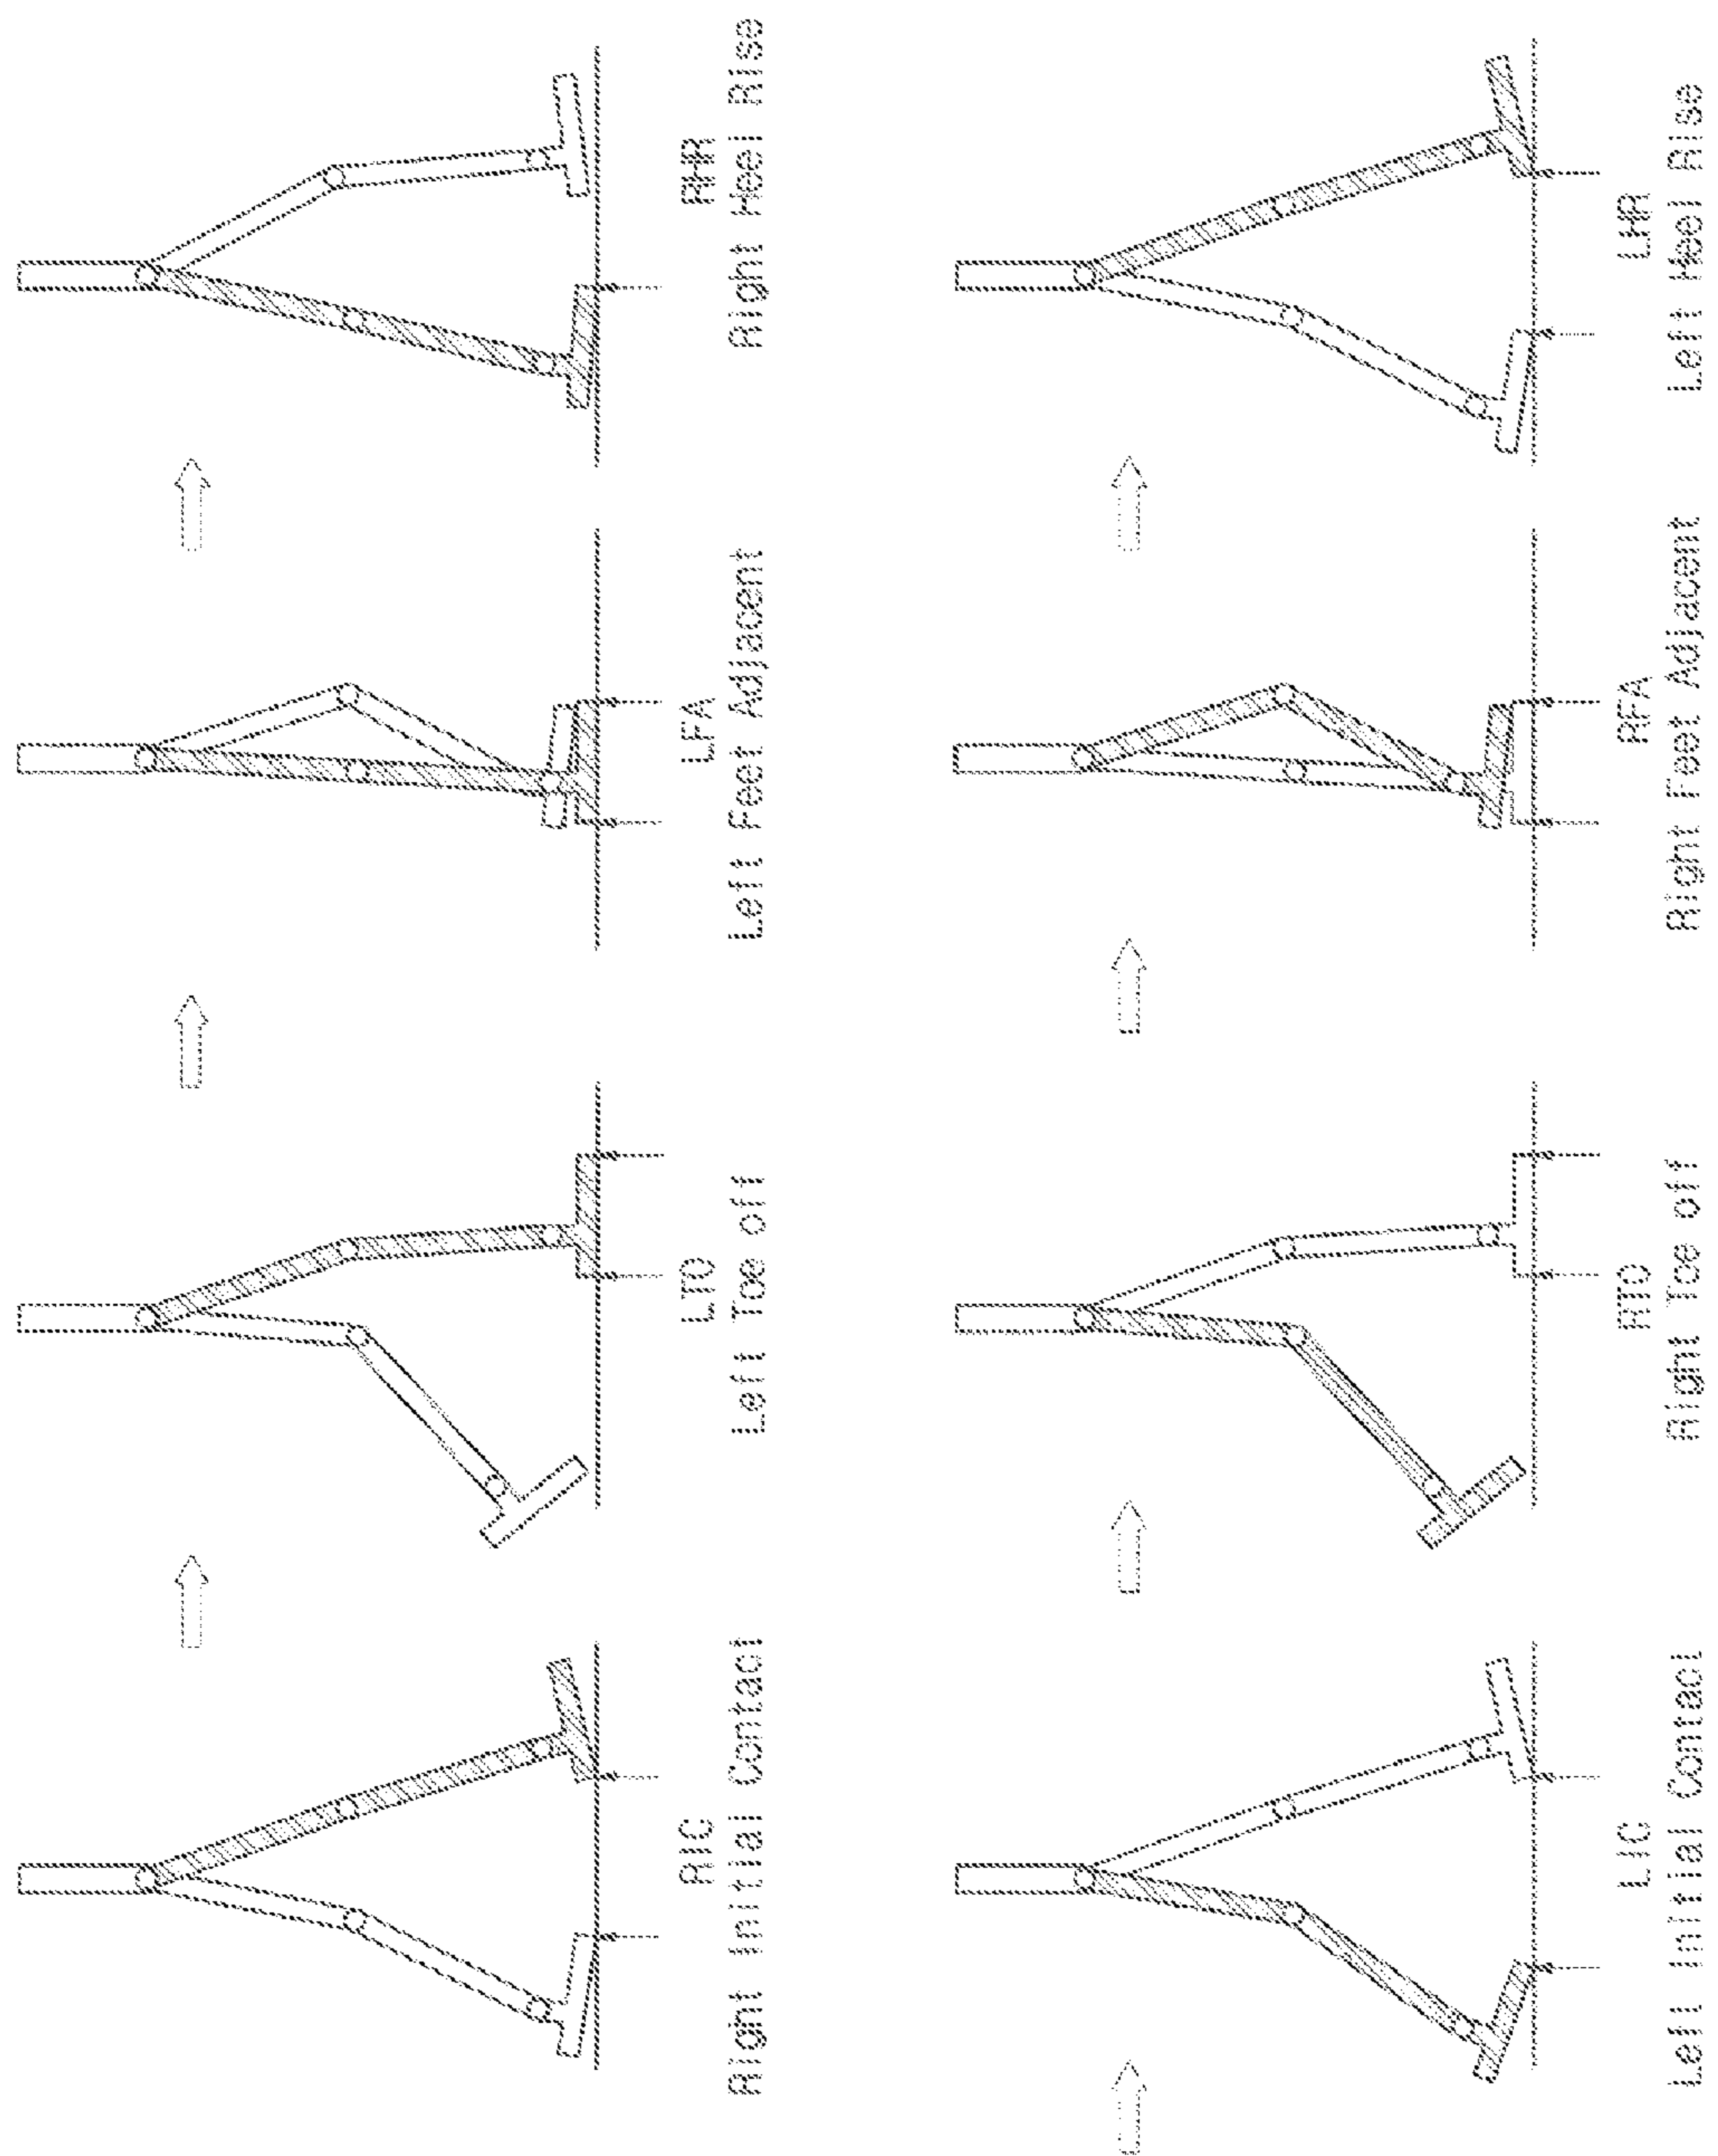 RIC
Right Initial Contact
LTO
Left Toe off
LFA
Left Feet Adjacent
RHR
Right Heel Rise
LIC
Left Initial Contact
RTO
Right Toe off
RFA
Right Feet Adjacent
LHR
Left Heel Rise